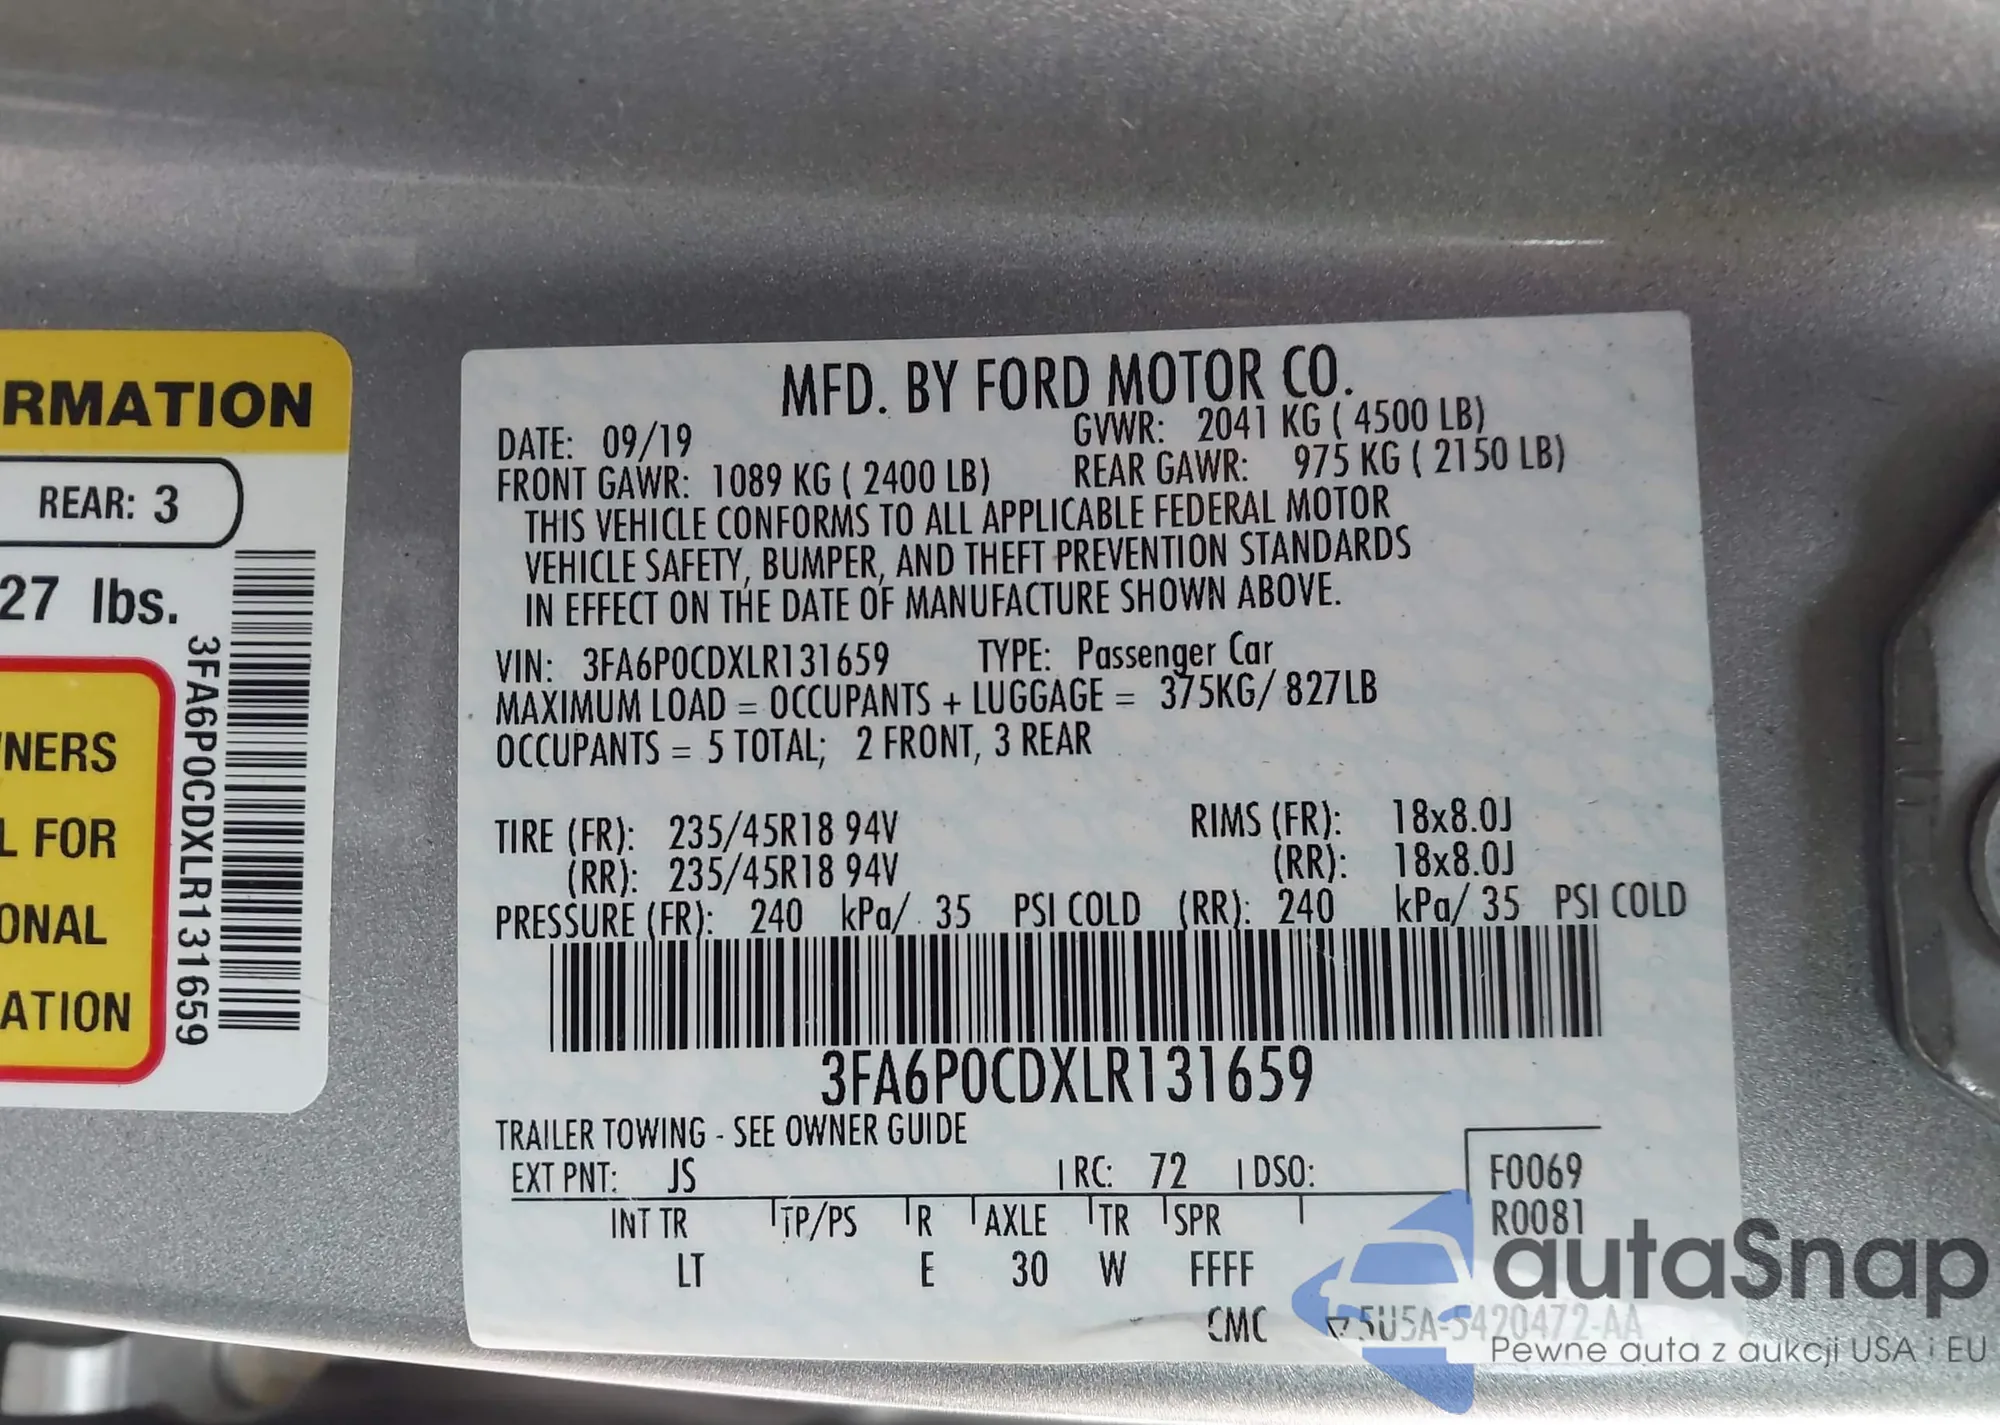 RMATION
REAR: 3
27 lbs.
NERS
L FOR
ONAL
ATION
3FA6P0CDXLR131659
MFD. BY FORD MOTOR CO.
DATE: 09/19 GVWR: 2041 KG ( 4500 LB)
FRONT GAWR: 1089 KG ( 2400 LB) REAR GAWR: 975 KG ( 2150 LB)
THIS VEHICLE CONFORMS TO ALL APPLICABLE FEDERAL MOTOR
VEHICLE SAFETY, BUMPER, AND THEFT PREVENTION STANDARDS
IN EFFECT ON THE DATE OF MANUFACTURE SHOWN ABOVE.
VIN: 3FA6P0CDXLR131659 TYPE: Passenger Car
MAXIMUM LOAD = OCCUPANTS + LUGGAGE = 375KG/ 827LB
OCCUPANTS = 5 TOTAL; 2 FRONT, 3 REAR
TIRE (FR): 235/45R18 94V RIMS (FR): 18x8.0J
(RR): 235/45R18 94V (RR): 18x8.0J
PRESSURE (FR): 240 kPa/ 35 PSI COLD (RR): 240 kPa/ 35 PSI COLD
3FA6P0CDXLR131659
TRAILER TOWING - SEE OWNER GUIDE
EXT PNT: JS RC: 72 DSO: F0069
INT TR TP/PS R AXLE TR SPR R0081
LT E 30 W FFFF
CMC 5U5A-5420472-AA
autaSnap
Pewne auta z aukcji USA i EU